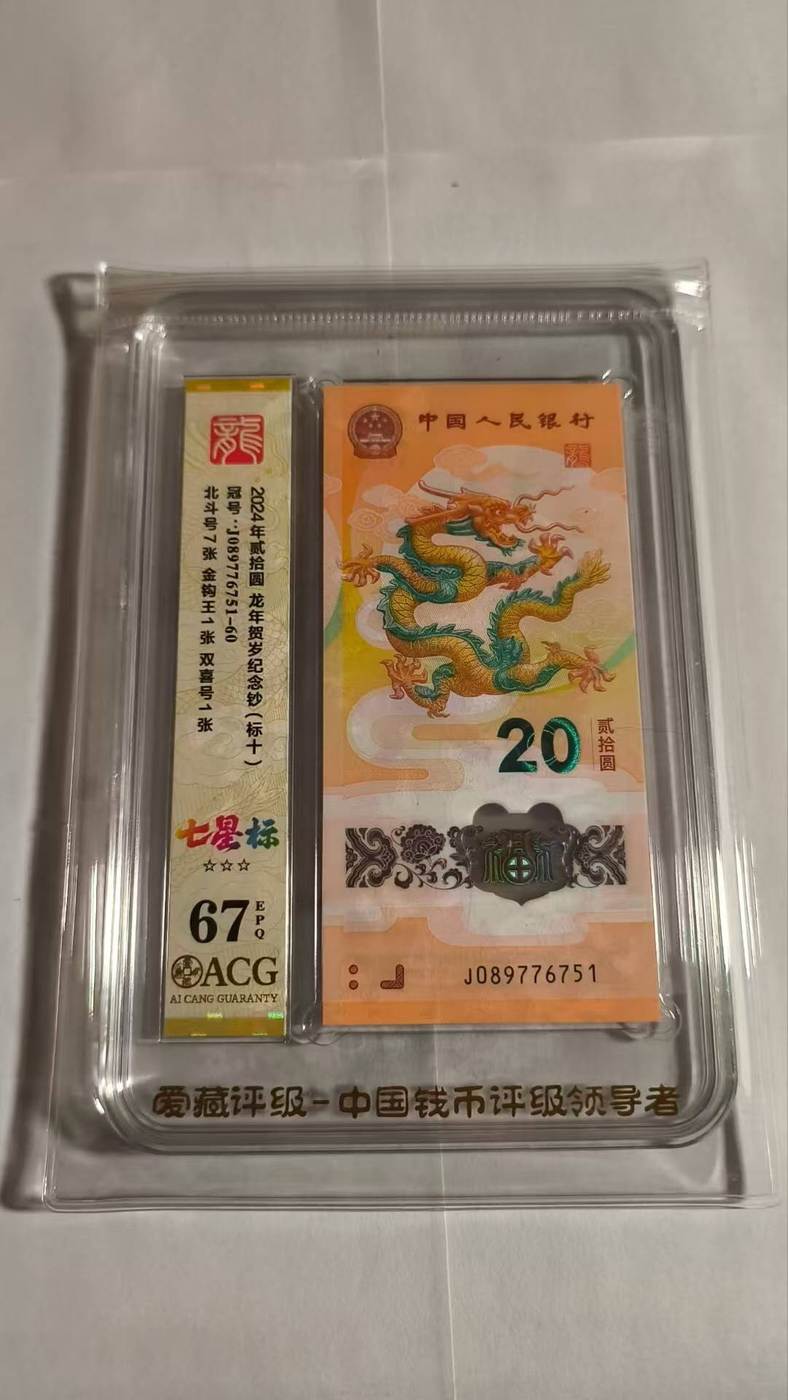 龍
2024年贰拾圆 龙年贺岁纪念钞(标十)
冠号:J089776751-60
北斗号7张 金钩王1张 双喜号1张
七星标
☆☆☆
67 EPQ
ACG
AI CANG GUARANTY
中国人民银行
龍
20
贰拾圆
J089776751
爱藏评级-中国钱币评级领导者